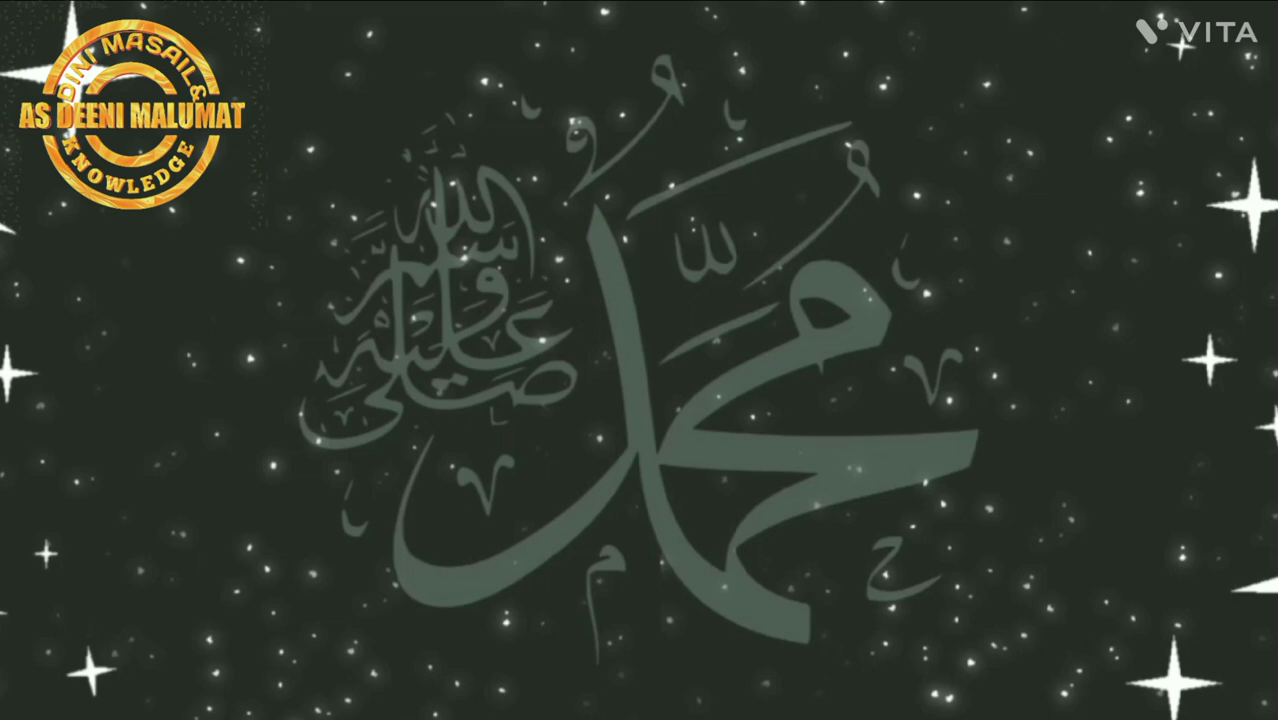 DINI MASAIL &
AS DEENI MALUMAT
KNOWLEDGE
VITA
محمد
صلى الله عليه وسلم